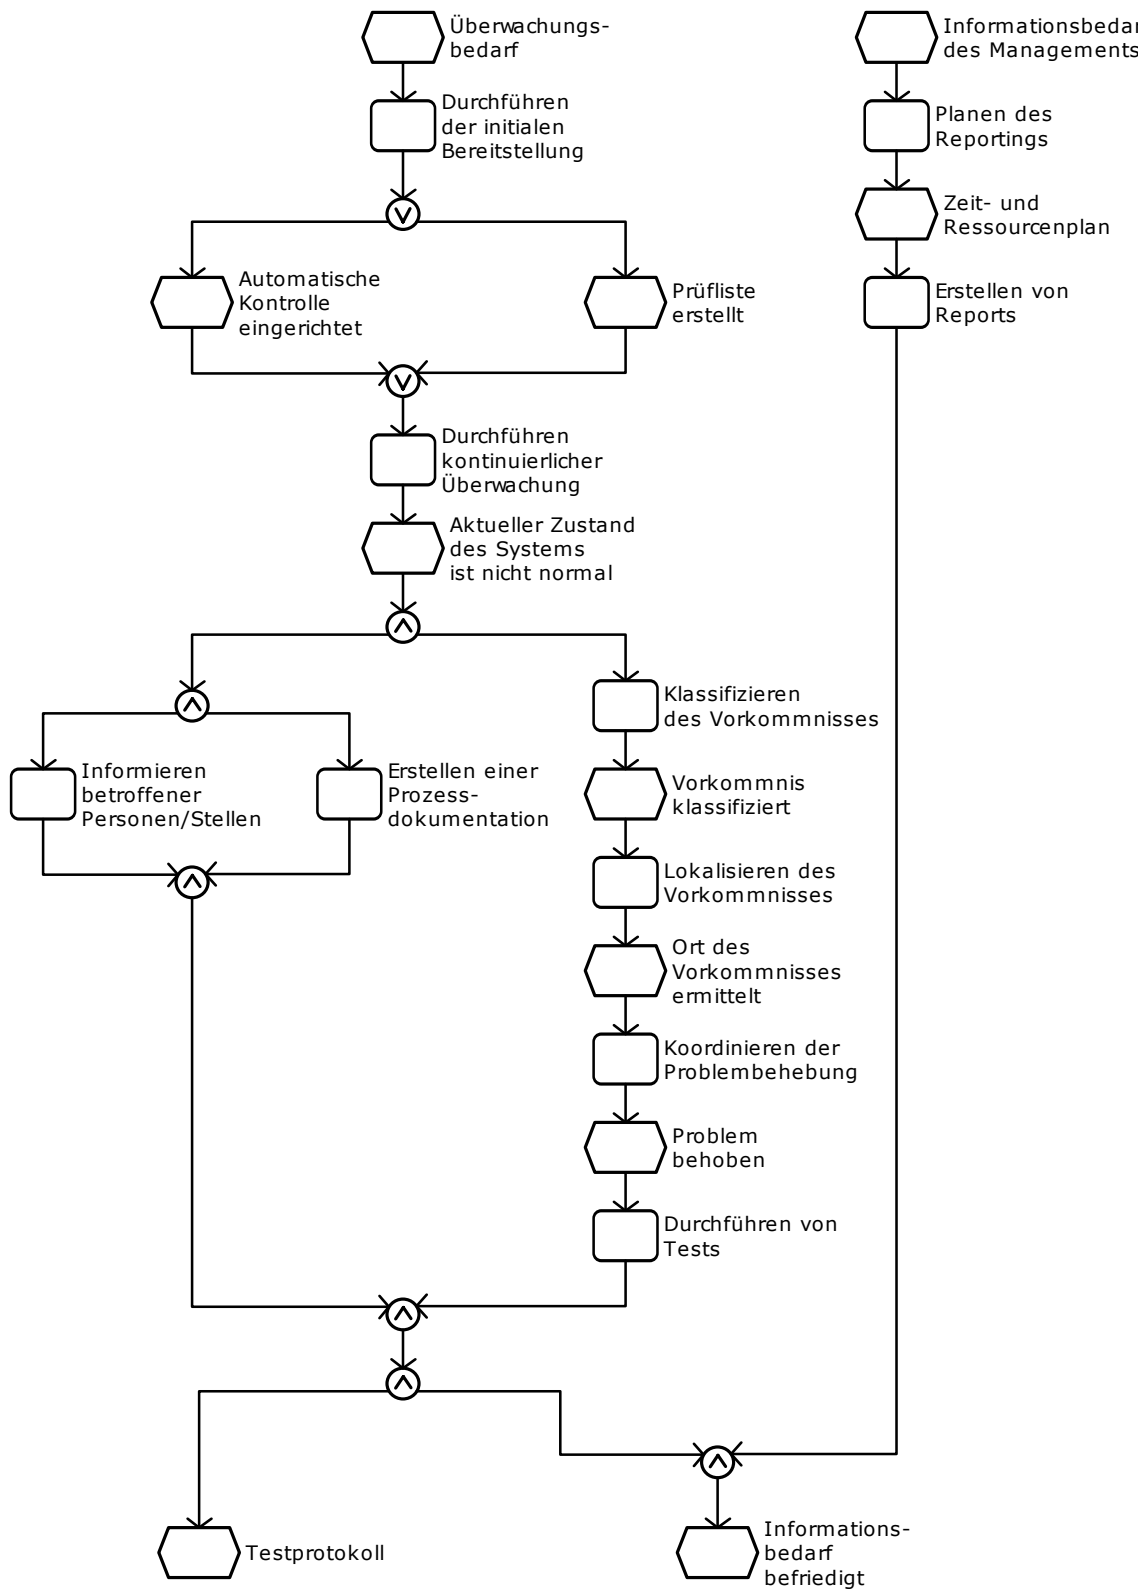 Überwachungs-
bedarf
Informationsbedar
des Managements
Durchführen
der initialen
Bereitstellung
Planen des
Reportings
Zeit- und
Ressourcenplan
Automatische
Kontrolle
eingerichtet
Prüfliste
erstellt
Erstellen von
Reports
Durchführen
kontinuierlicher
Überwachung
Aktueller Zustand
des Systems
ist nicht normal
Klassifizieren
des Vorkommnisses
Informieren
betroffener
Personen/Stellen
Erstellen einer
Prozess-
dokumentation
Vorkommnis
klassifiziert
Lokalisieren des
Vorkommnisses
Ort des
Vorkommnisses
ermittelt
Koordinieren der
Problembehebung
Problem
behoben
Durchführen von
Tests
Testprotokoll
Informations-
bedarf
befriedigt